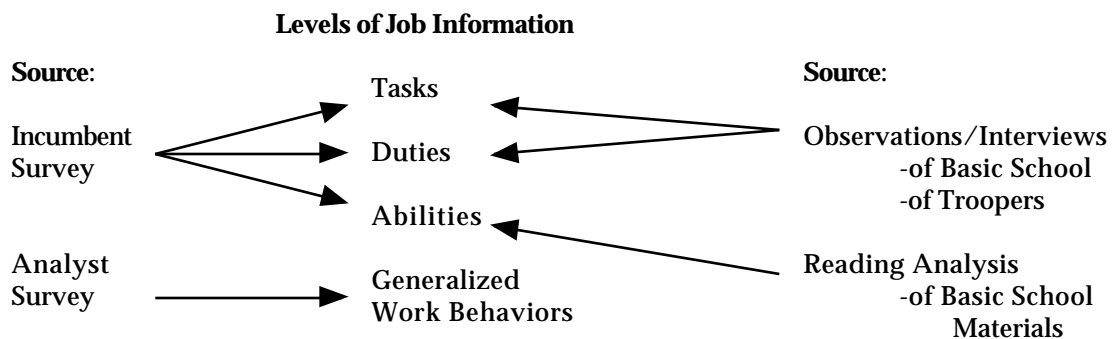 Levels of Job Information
Source:
Incumbent
Survey
Analyst
Survey
Tasks
Duties
Abilities
Generalized
Work Behaviors
Source:
Observations/Interviews
-of Basic School
-of Troopers
Reading Analysis
-of Basic School
Materials